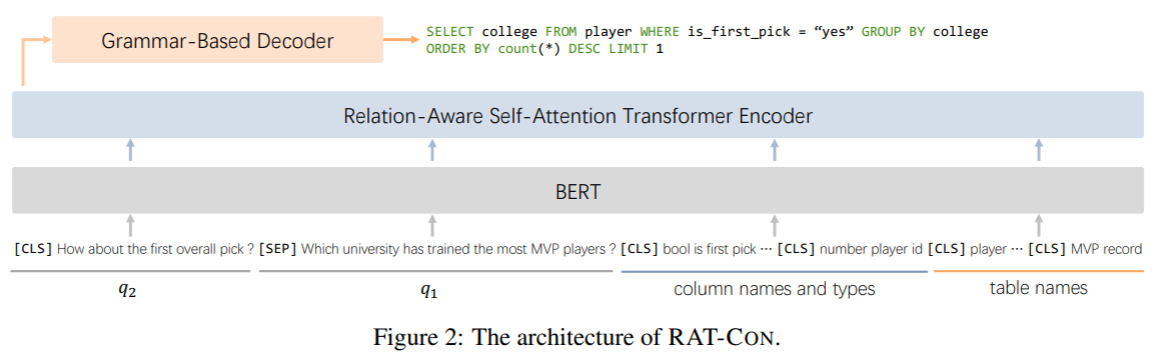 Grammar-Based Decoder
SELECT college FROM player WHERE is_first_pick = “yes” GROUP BY college
ORDER BY count(*) DESC LIMIT 1
Relation-Aware Self-Attention Transformer Encoder
BERT
[CLS] How about the first overall pick ? [SEP] Which university has trained the most MVP players ? [CLS] bool is first pick ··· [CLS] number player id [CLS] player ··· [CLS] MVP record
q₂ q₁ column names and types table names
Figure 2: The architecture of RAT-CON.